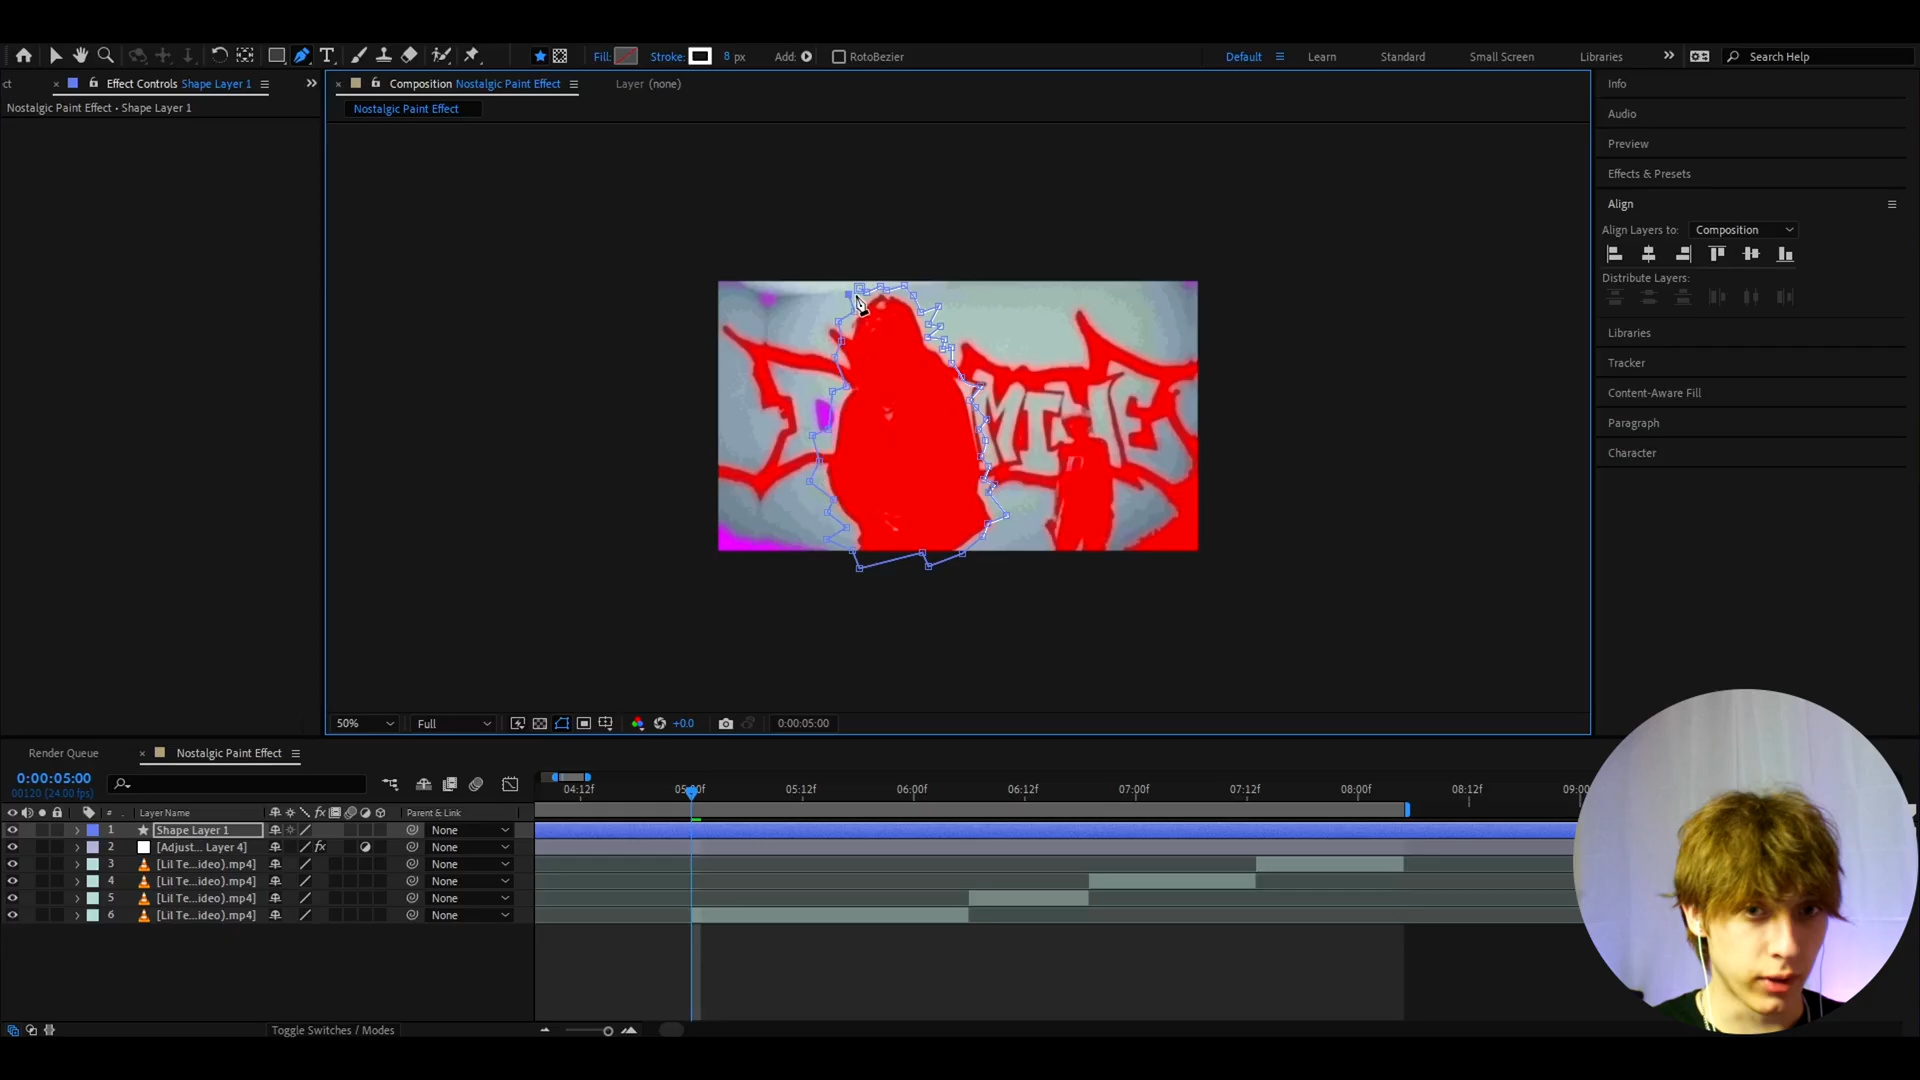 Fill:
Stroke:
8 px
Add:
RotoBezier
Default
Learn
Standard
Small Screen
Libraries
Search Help
ct
Effect Controls Shape Layer 1
Composition Nostalgic Paint Effect
Layer (none)
Nostalgic Paint Effect • Shape Layer 1
Nostalgic Paint Effect
Info
Audio
Preview
Effects & Presets
Align
Align Layers to:
Composition
Distribute Layers:
Libraries
Tracker
Content-Aware Fill
Paragraph
Character
50%
Full
+0.0
0:00:05:00
Render Queue
Nostalgic Paint Effect
0:00:05:00
00120 (24.00 fps)
04:12f
05:00f
05:12f
06:00f
06:12f
07:00f
07:12f
08:00f
08:12f
09:00
#
Layer Name
Parent & Link
1 Shape Layer 1 None
2 [Adjust... Layer 4] None
3 [Lil Te...ideo).mp4] None
4 [Lil Te...ideo).mp4] None
5 [Lil Te...ideo).mp4] None
6 [Lil Te...ideo).mp4] None
Toggle Switches / Modes